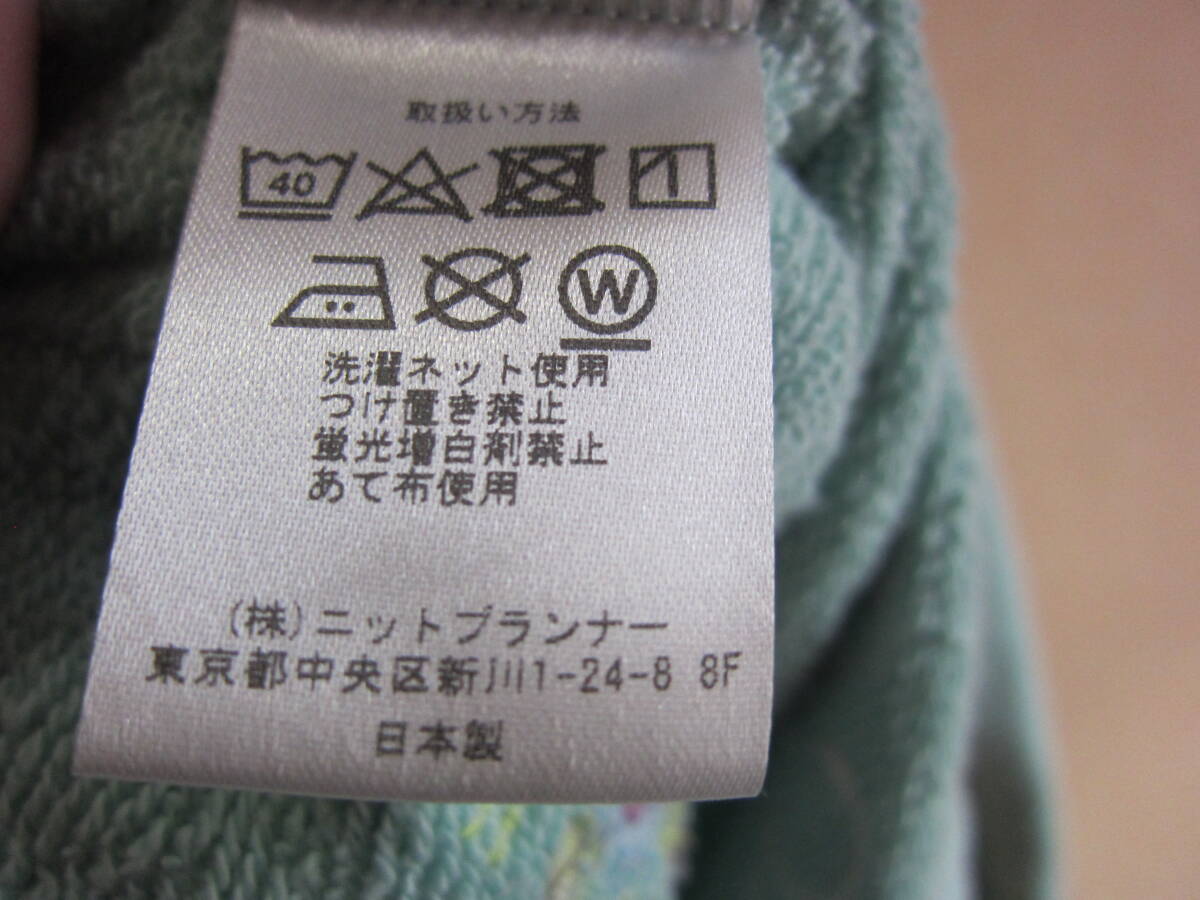 取扱い方法
40
W
洗濯ネット使用
つけ置き禁止
蛍光増白剤禁止
あて布使用
(株)ニットプランナー
東京都中央区新川1-24-8 8F
日本製